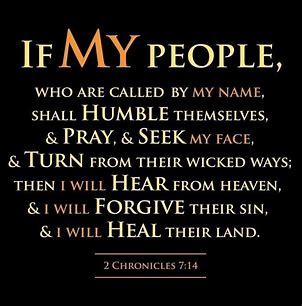 If MY people,
who are called by my name,
shall Humble themselves,
& Pray, & Seek my face,
& Turn from their wicked ways;
then I will Hear from heaven,
& I will Forgive their sin,
& I will Heal their land.
2 Chronicles 7:14